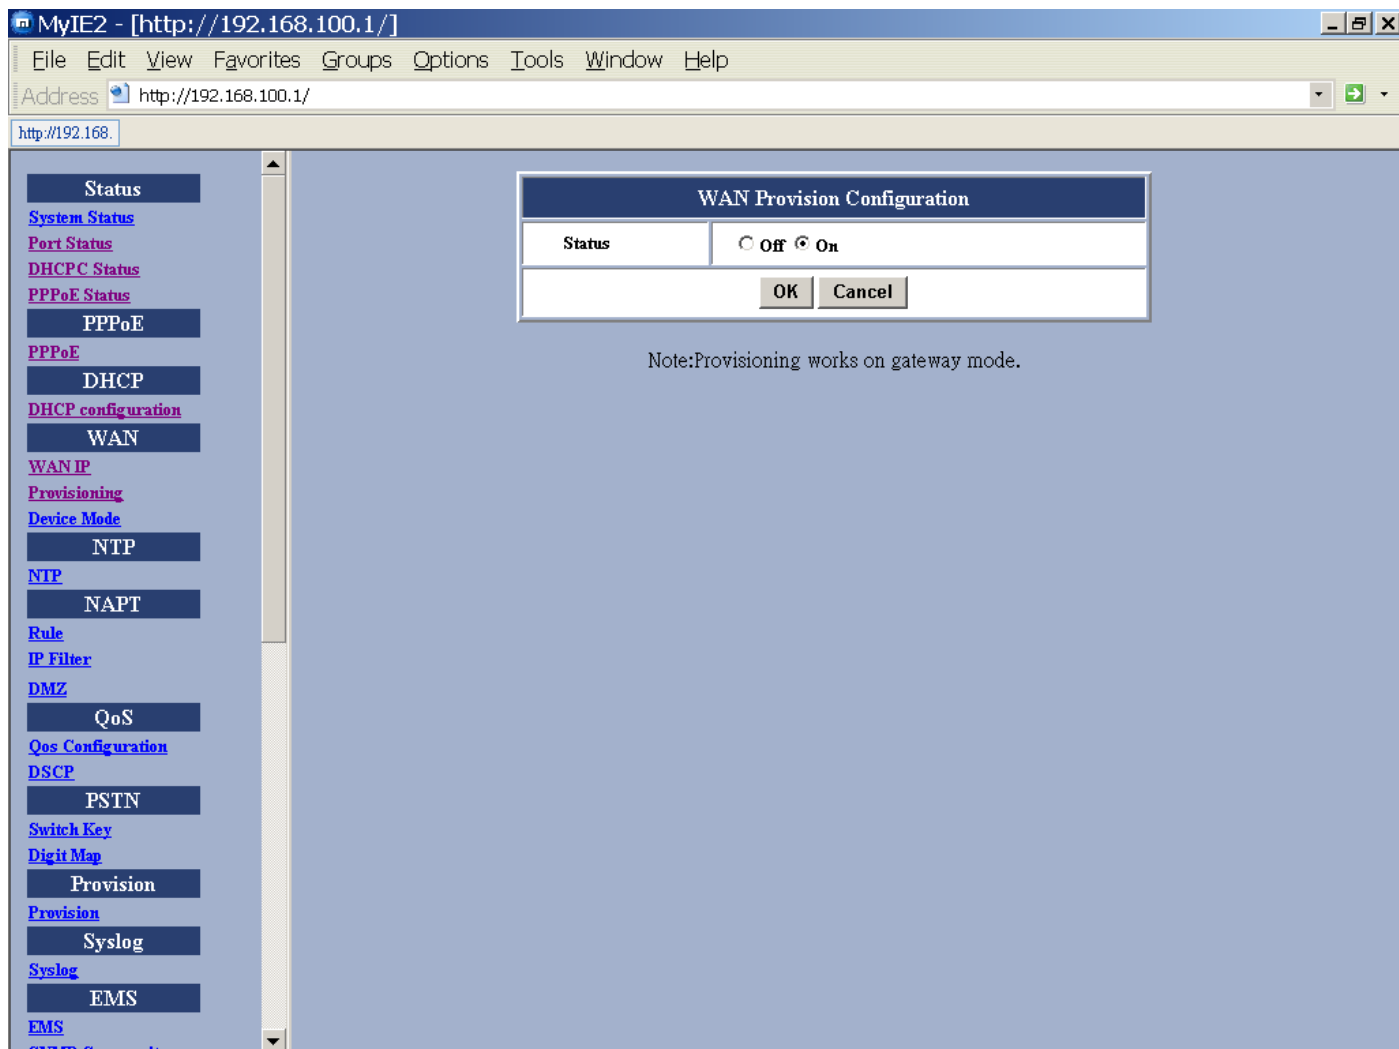 MyIE2 - [http://192.168.100.1/]
File Edit View Favorites Groups Options Tools Window Help
Address http://192.168.100.1/
http://192.168.
Status
System Status
Port Status
DHCPC Status
PPPoE Status
PPPoE
PPPoE
DHCP
DHCP configuration
WAN
WAN IP
Provisioning
Device Mode
NTP
NTP
NAPT
Rule
IP Filter
DMZ
QoS
Qos Configuration
DSCP
PSTN
Switch Key
Digit Map
Provision
Provision
Syslog
Syslog
EMS
EMS
WAN Provision Configuration
Status Off On
OK Cancel
Note:Provisioning works on gateway mode.